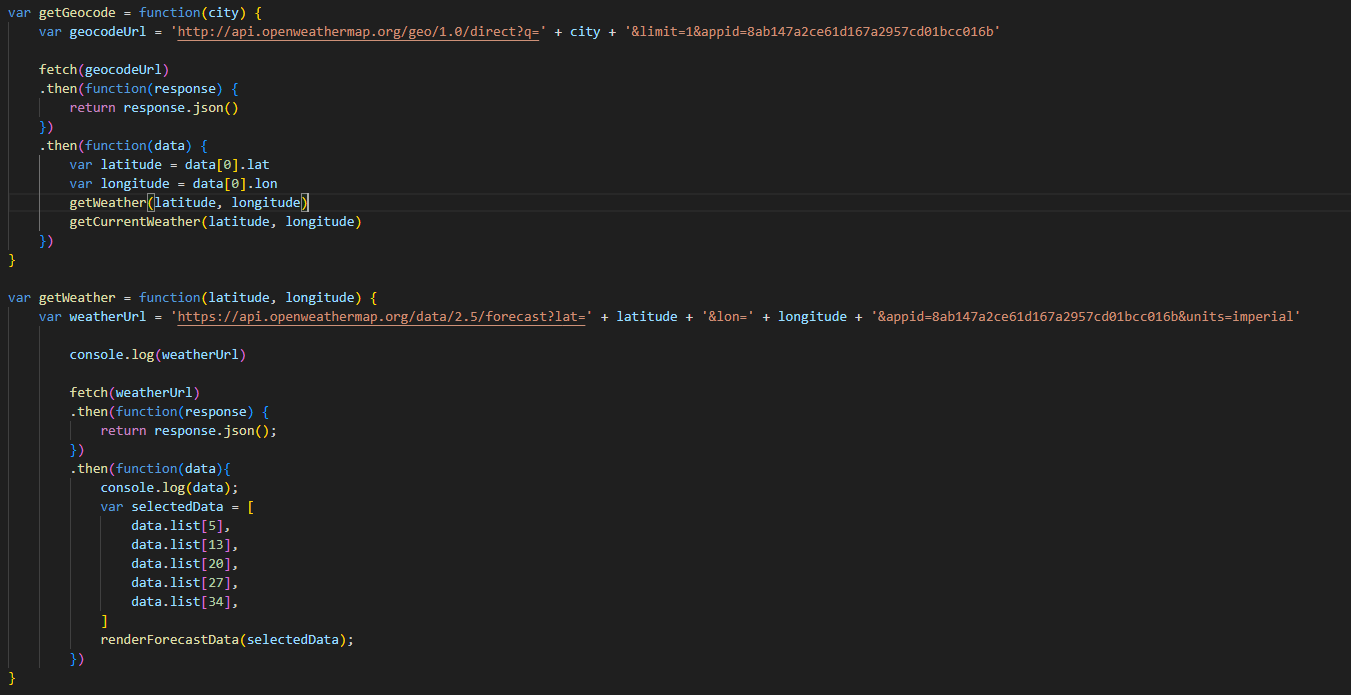 var getGeocode = function(city) {
var geocodeUrl = 'http://api.openweathermap.org/geo/1.0/direct?q=' + city + '&limit=1&appid=8ab147a2ce61d167a2957cd01bcc016b'
fetch(geocodeUrl)
.then(function(response) {
return response.json()
})
.then(function(data) {
var latitude = data[0].lat
var longitude = data[0].lon
getWeather(latitude, longitude)
getCurrentWeather(latitude, longitude)
})
}
var getWeather = function(latitude, longitude) {
var weatherUrl = 'https://api.openweathermap.org/data/2.5/forecast?lat=' + latitude + '&lon=' + longitude + '&appid=8ab147a2ce61d167a2957cd01bcc016b&units=imperial'
console.log(weatherUrl)
fetch(weatherUrl)
.then(function(response) {
return response.json();
})
.then(function(data){
console.log(data);
var selectedData = [
data.list[5],
data.list[13],
data.list[20],
data.list[27],
data.list[34],
]
renderForecastData(selectedData);
})
}